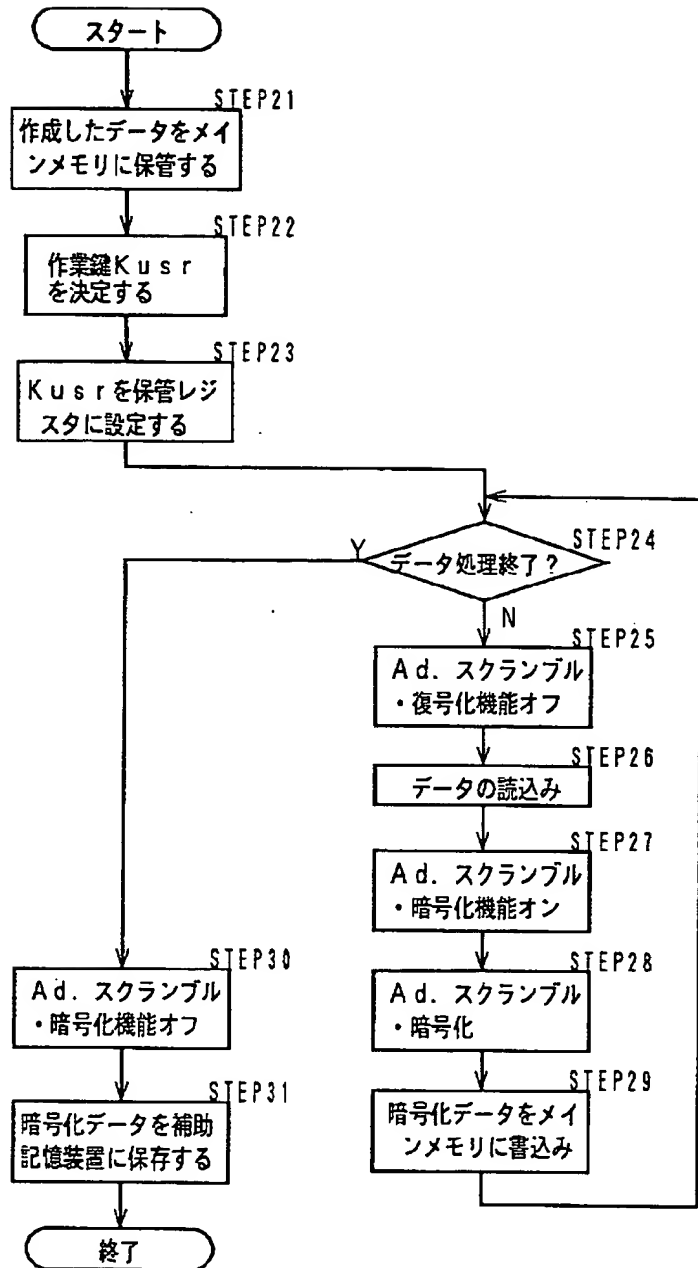 スタート
STEP21
作成したデータをメイ
ンメモリに保管する
STEP22
作業鍵Kusr
を決定する
STEP23
Kusrを保管レジ
スタに設定する
STEP24
データ処理終了?
Y
N
STEP25
Ad.スクランブル
・復号化機能オフ
STEP26
データの読込み
STEP27
Ad.スクランブル
・暗号化機能オン
STEP28
Ad.スクランブル
・暗号化
STEP29
暗号化データをメイ
ンメモリに書込み
STEP30
Ad.スクランブル
・暗号化機能オフ
STEP31
暗号化データを補助
記憶装置に保存する
終了